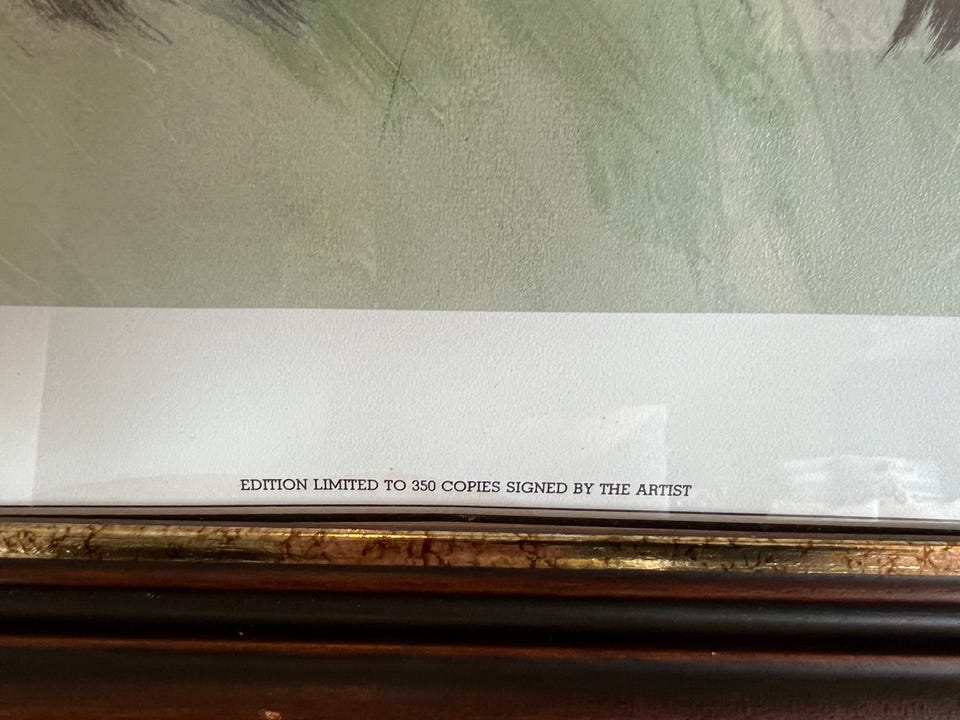 EDITION LIMITED TO 350 COPIES SIGNED BY THE ARTIST